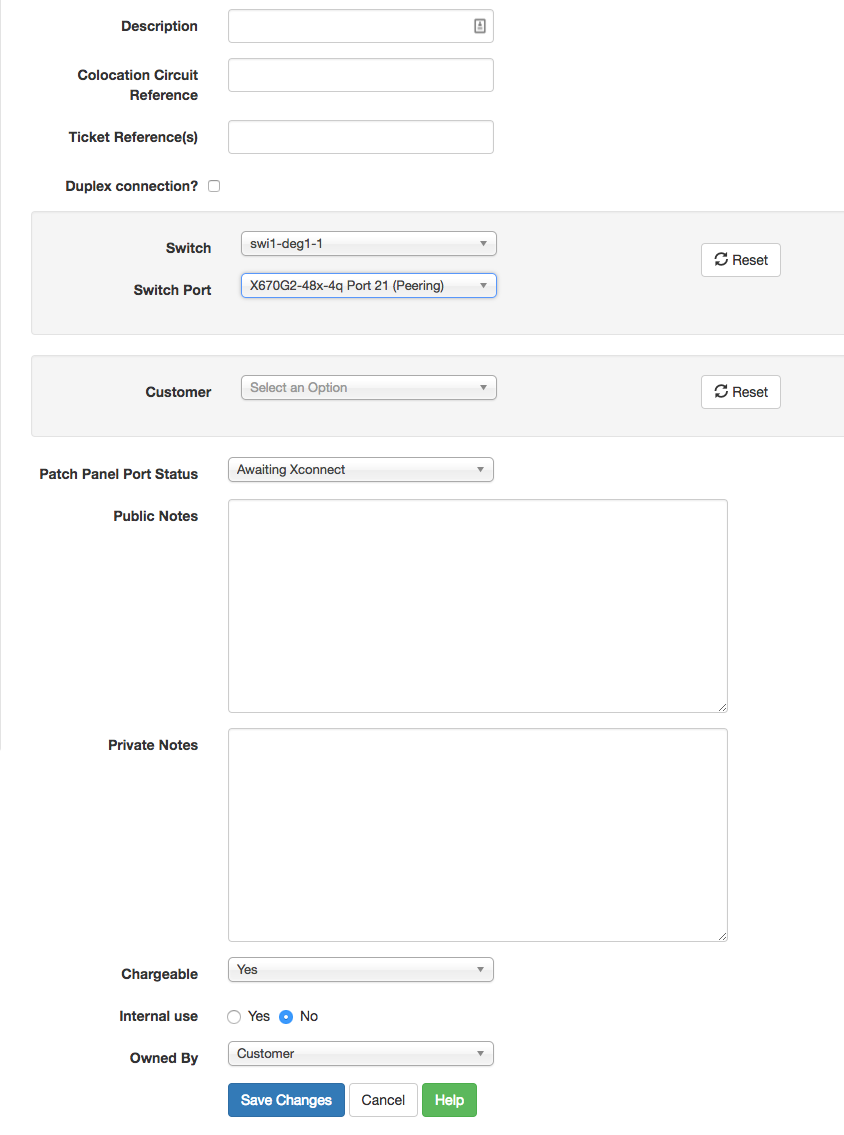 Description
Colocation Circuit
Reference
Ticket Reference(s)
Duplex connection?
Switch
swi1-deg1-1
Reset
Switch Port
X670G2-48x-4q Port 21 (Peering)
Customer
Select an Option
Reset
Patch Panel Port Status
Awaiting Xconnect
Public Notes
Private Notes
Chargeable
Yes
Internal use
Yes No
Owned By
Customer
Save Changes Cancel Help